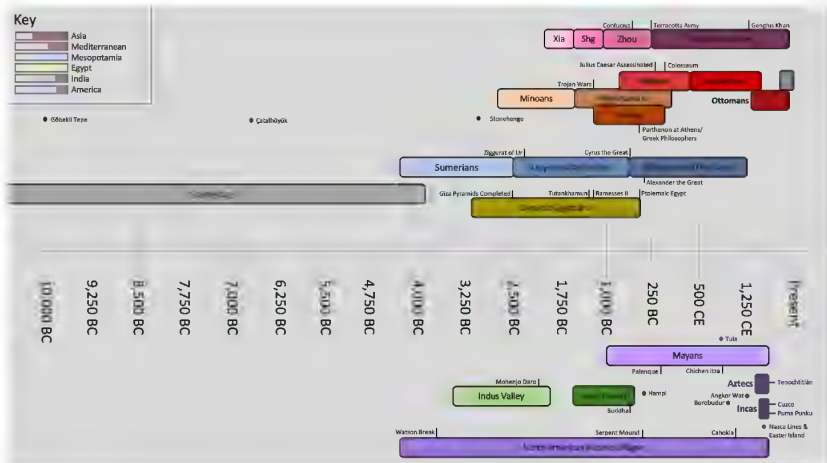 Key
Asia
Mediterranean
Mesopotamia
Egypt
India
America
Confucius
Terracotta Army
Genghis Khan
Xia
Shg
Zhou
Julius Caesar Assassinated
Colosseum
Trojan Wars
Minoans
Ottomans
Göbekli Tepe
Çatalhöyük
Stonehenge
Parthenon at Athens/
Greek Philosophers
Ziggurat of Ur
Cyrus the Great
Sumerians
Alexander the Great
Giza Pyramids Completed
Tutankhamun
Ramesses II
Ptolemaic Egypt
10,000 BC
9,250 BC
8,500 BC
7,750 BC
7,000 BC
6,250 BC
5,500 BC
4,750 BC
4,000 BC
3,250 BC
2,500 BC
1,750 BC
1,000 BC
250 BC
500 CE
1,250 CE
Present
Tula
Mayans
Palenque
Chichen Itza
Mohenjo Daro
Indus Valley
Buddha
Hampi
Aztecs
Tenochtitlán
Angkor Wat
Borobudur
Incas
Cuzco
Puma Punku
Nazca Lines &
Easter Island
Watson Break
Serpent Mound
Cahokia